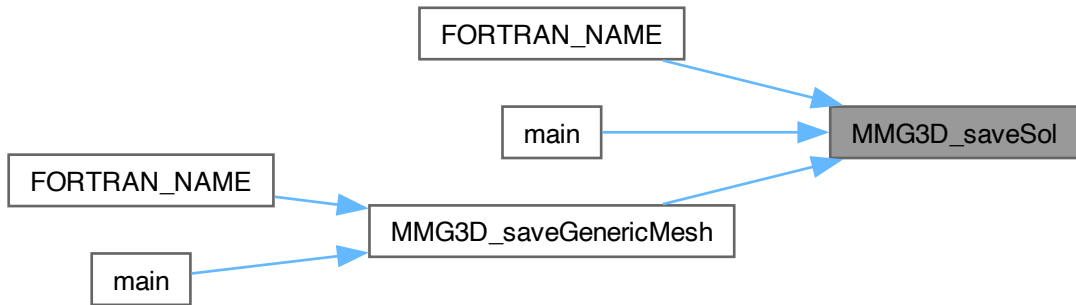 FORTRAN_NAME
main
MMG3D_saveSol
FORTRAN_NAME
MMG3D_saveGenericMesh
main